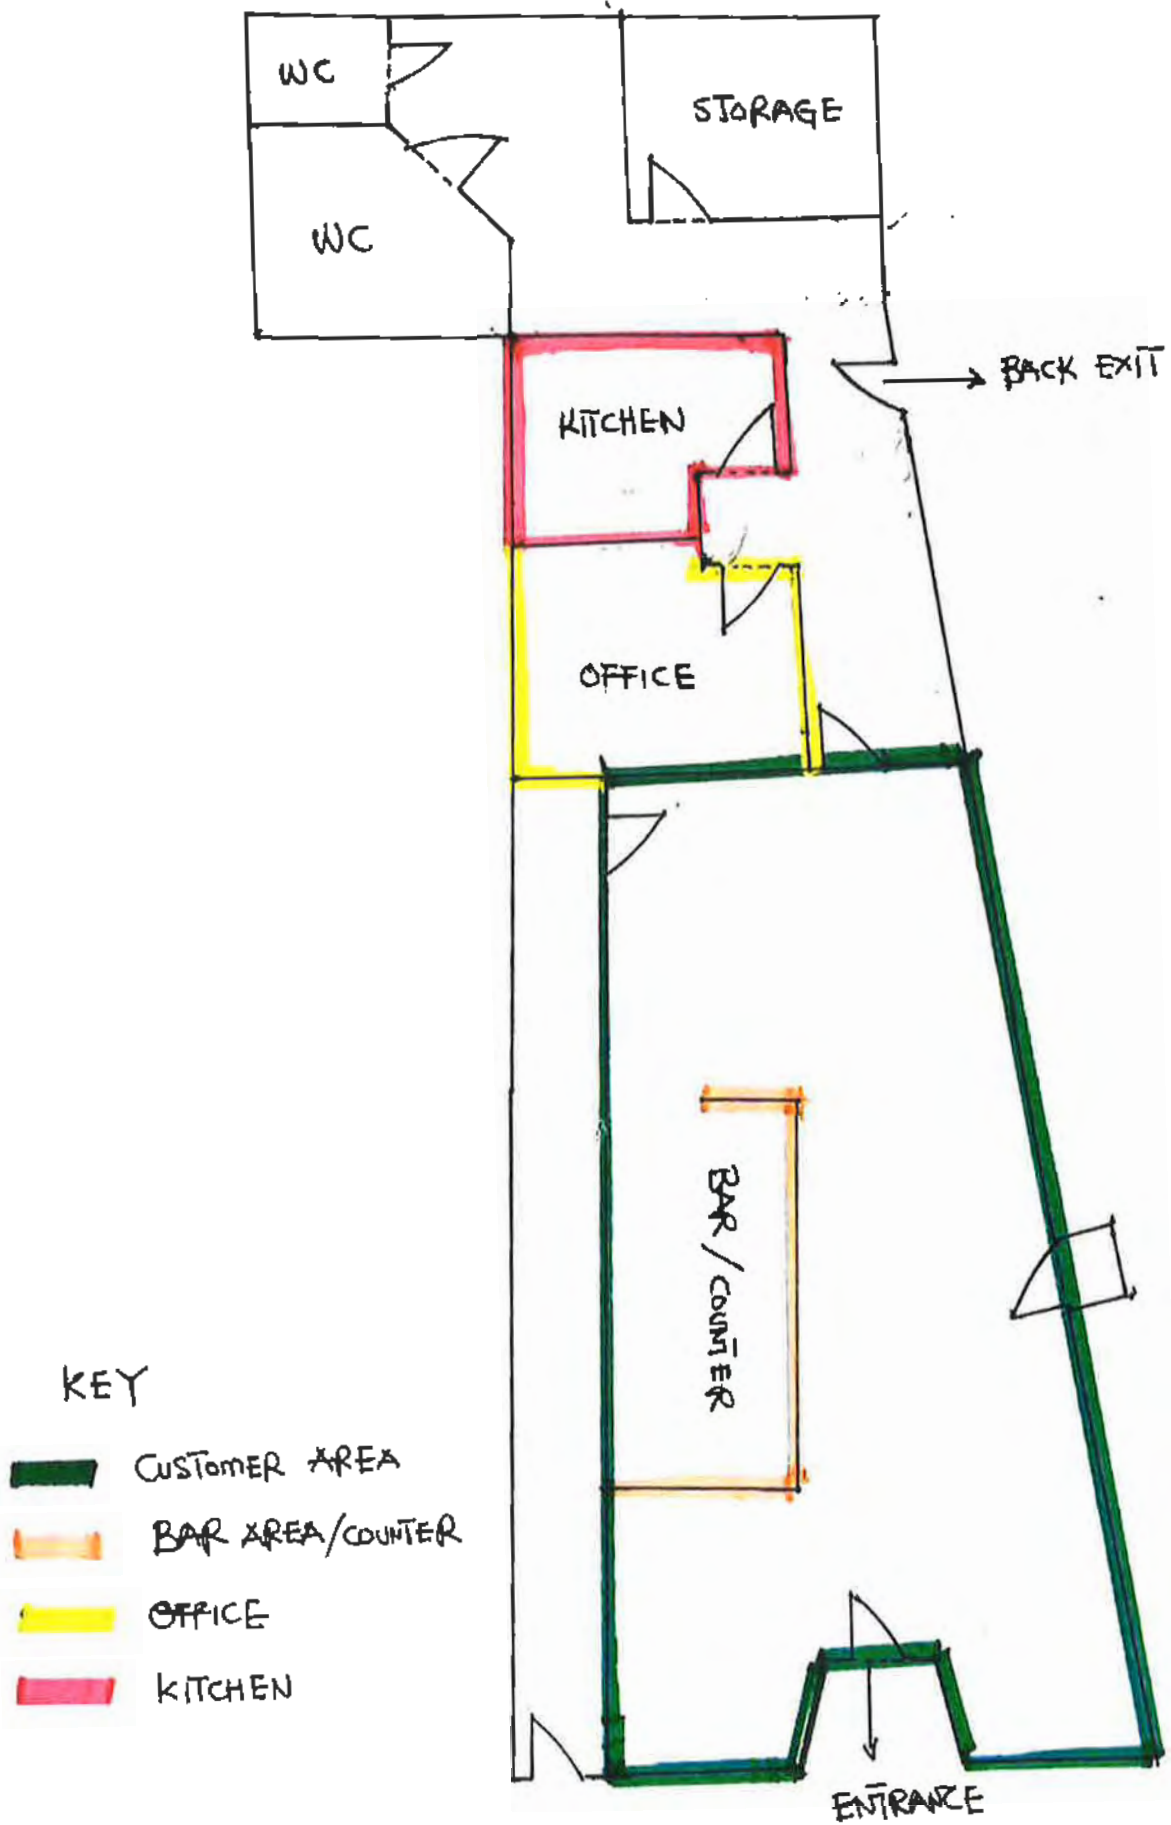 WC
STORAGE
WC
BACK EXIT
KITCHEN
OFFICE
BAR/COUNTER
KEY
CUSTOMER AREA
BAR AREA/COUNTER
OFFICE
KITCHEN
ENTRANCE